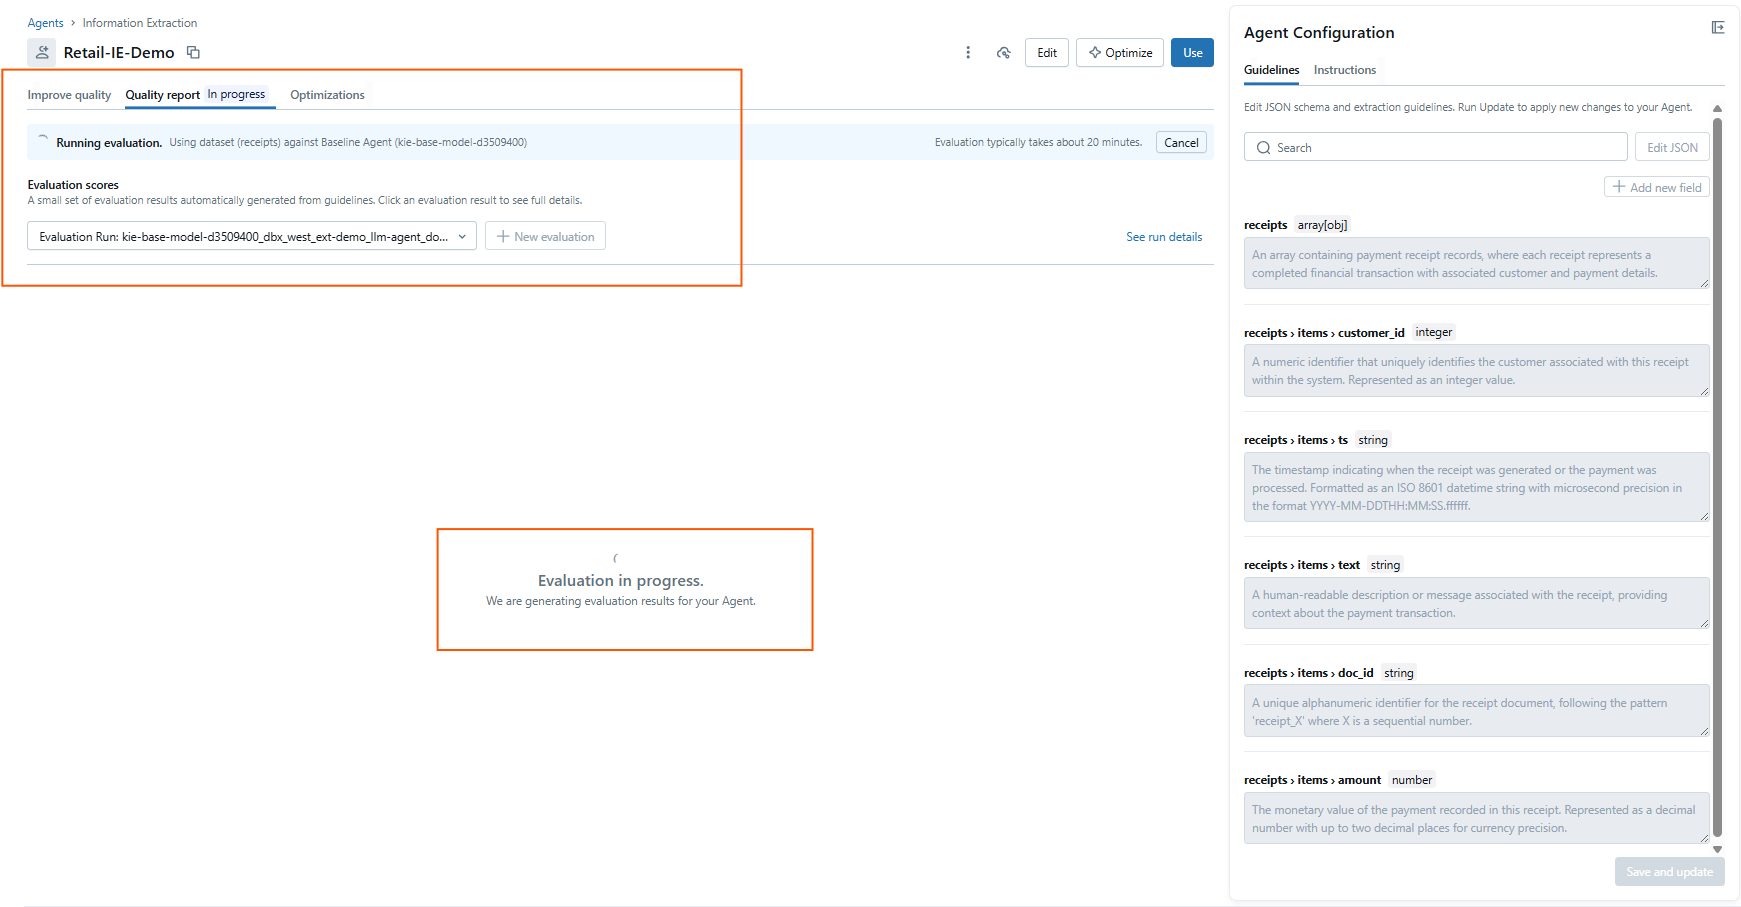 Agents › Information Extraction
Retail-IE-Demo
Edit
Optimize
Use
Improve quality
Quality report
In progress
Optimizations
Running evaluation. Using dataset (receipts) against Baseline Agent (kie-base-model-d3509400)
Evaluation typically takes about 20 minutes.
Cancel
Evaluation scores
A small set of evaluation results automatically generated from guidelines. Click an evaluation result to see full details.
Evaluation Run: kie-base-model-d3509400_dbx_west_ext-demo_llm-agent_do...
New evaluation
See run details
Evaluation in progress.
We are generating evaluation results for your Agent.
Agent Configuration
Guidelines
Instructions
Edit JSON schema and extraction guidelines. Run Update to apply new changes to your Agent.
Search
Edit JSON
Add new field
receipts array[obj]
An array containing payment receipt records, where each receipt represents a
completed financial transaction with associated customer and payment details.
receipts › items › customer_id integer
A numeric identifier that uniquely identifies the customer associated with this receipt
within the system. Represented as an integer value.
receipts › items › ts string
The timestamp indicating when the receipt was generated or the payment was
processed. Formatted as an ISO 8601 datetime string with microsecond precision in
the format YYYY-MM-DDTHH:MM:SS.ffffff.
receipts › items › text string
A human-readable description or message associated with the receipt, providing
context about the payment transaction.
receipts › items › doc_id string
A unique alphanumeric identifier for the receipt document, following the pattern
'receipt_X' where X is a sequential number.
receipts › items › amount number
The monetary value of the payment recorded in this receipt. Represented as a decimal
number with up to two decimal places for currency precision.
Save and update